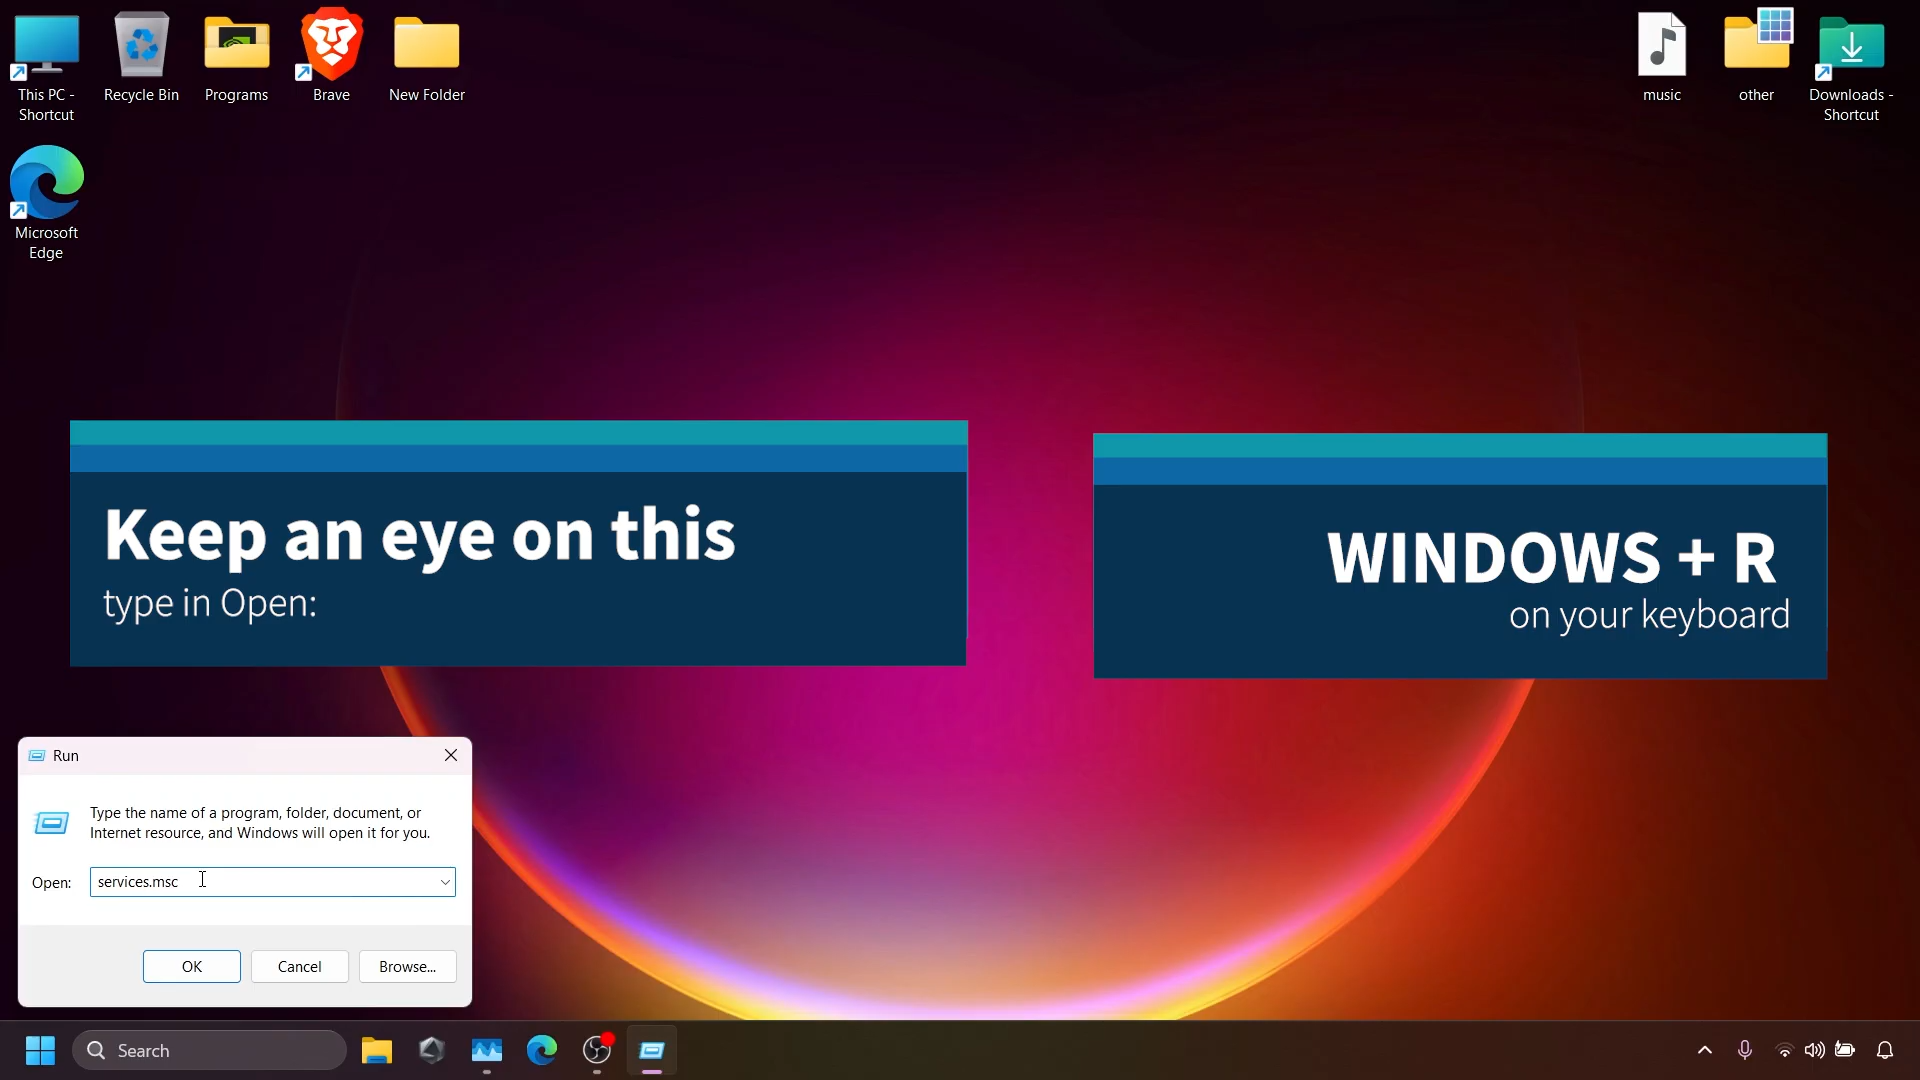 This PC -
Shortcut
Recycle Bin
Programs
Brave
New Folder
music
other
Downloads -
Shortcut
Microsoft
Edge
Keep an eye on this
type in Open:
WINDOWS + R
on your keyboard
Run
Type the name of a program, folder, document, or
Internet resource, and Windows will open it for you.
Open:
services.msc
OK
Cancel
Browse...
Search